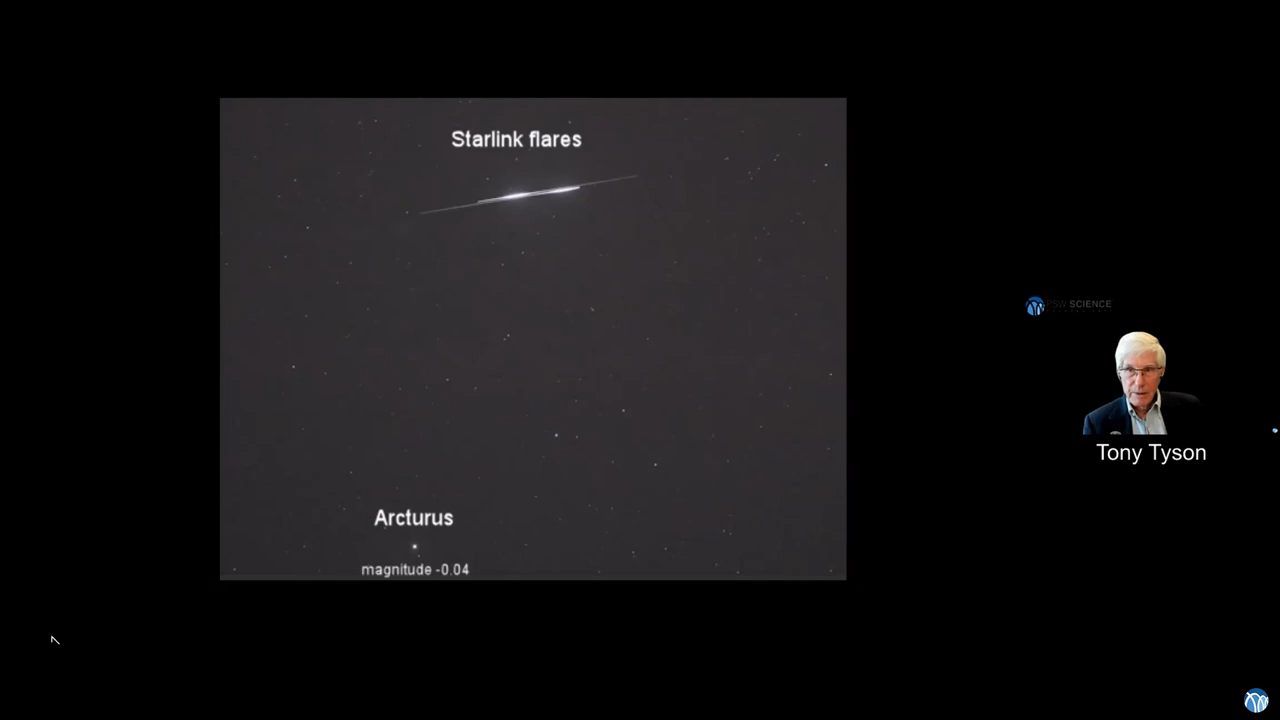 Starlink flares
Arcturus
magnitude -0.04
PSW SCIENCE
Tony Tyson